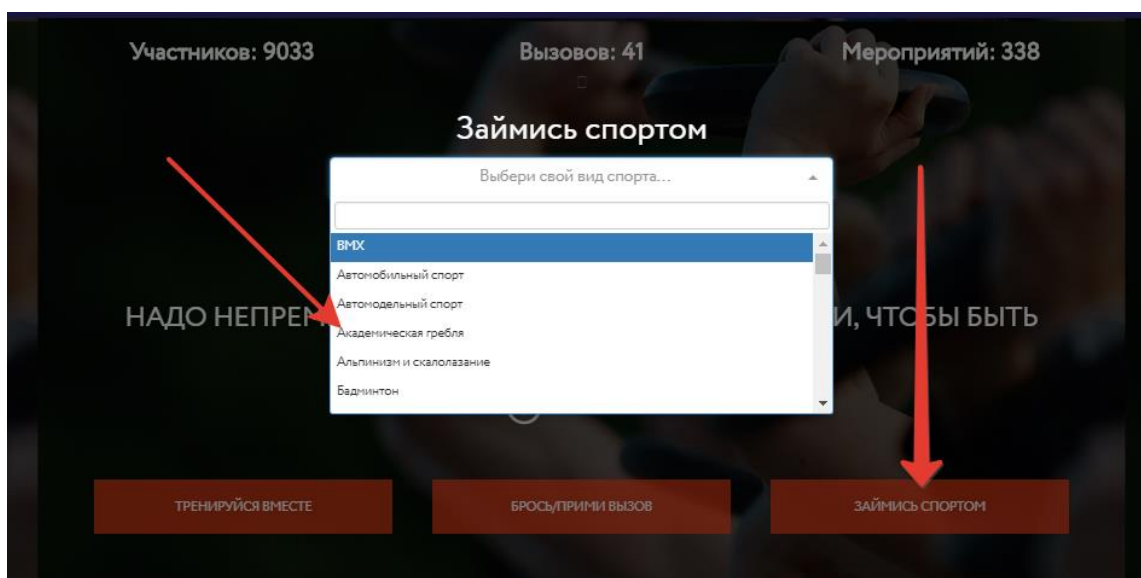 Участников: 9033
Вызовов: 41
Мероприятий: 338
Займись спортом
Выбери свой вид спорта...
BMX
Автомобильный спорт
Автомодельный спорт
Академическая гребля
Альпинизм и скалолазание
Бадминтон
НАДО НЕПРЕМ И, ЧТОБЫ БЫТЬ
ТРЕНИРУЙСЯ ВМЕСТЕ
БРОСЬ/ПРИМИ ВЫЗОВ
ЗАЙМИСЬ СПОРТОМ